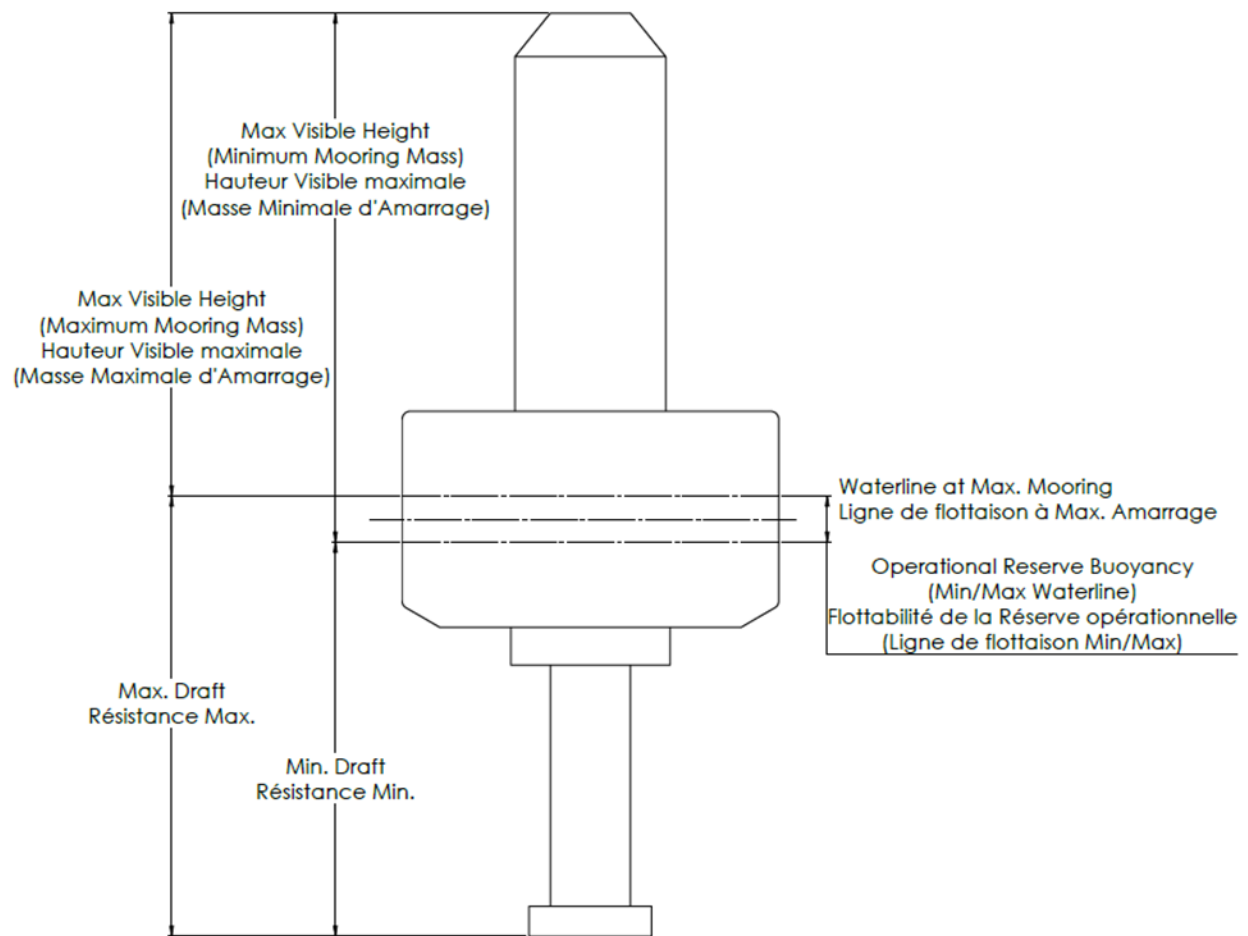 Max Visible Height
(Minimum Mooring Mass)
Hauteur Visible maximale
(Masse Minimale d'Amarrage)
Max Visible Height
(Maximum Mooring Mass)
Hauteur Visible maximale
(Masse Maximale d'Amarrage)
Waterline at Max. Mooring
Ligne de flottaison à Max. Amarrage
Operational Reserve Buoyancy
(Min/Max Waterline)
Flottabilité de la Réserve opérationnelle
(Ligne de flottaison Min/Max)
Max. Draft
Résistance Max.
Min. Draft
Résistance Min.